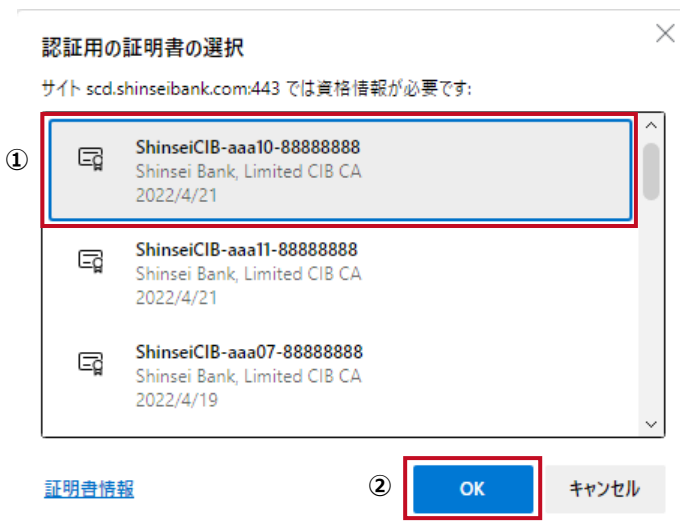 認証用の証明書の選択
サイト scd.shinseibank.com:443 では資格情報が必要です:
①
ShinseiCIB-aaa10-88888888
Shinsei Bank, Limited CIB CA
2022/4/21
ShinseiCIB-aaa11-88888888
Shinsei Bank, Limited CIB CA
2022/4/21
ShinseiCIB-aaa07-88888888
Shinsei Bank, Limited CIB CA
2022/4/19
証明書情報
②
OK
キャンセル